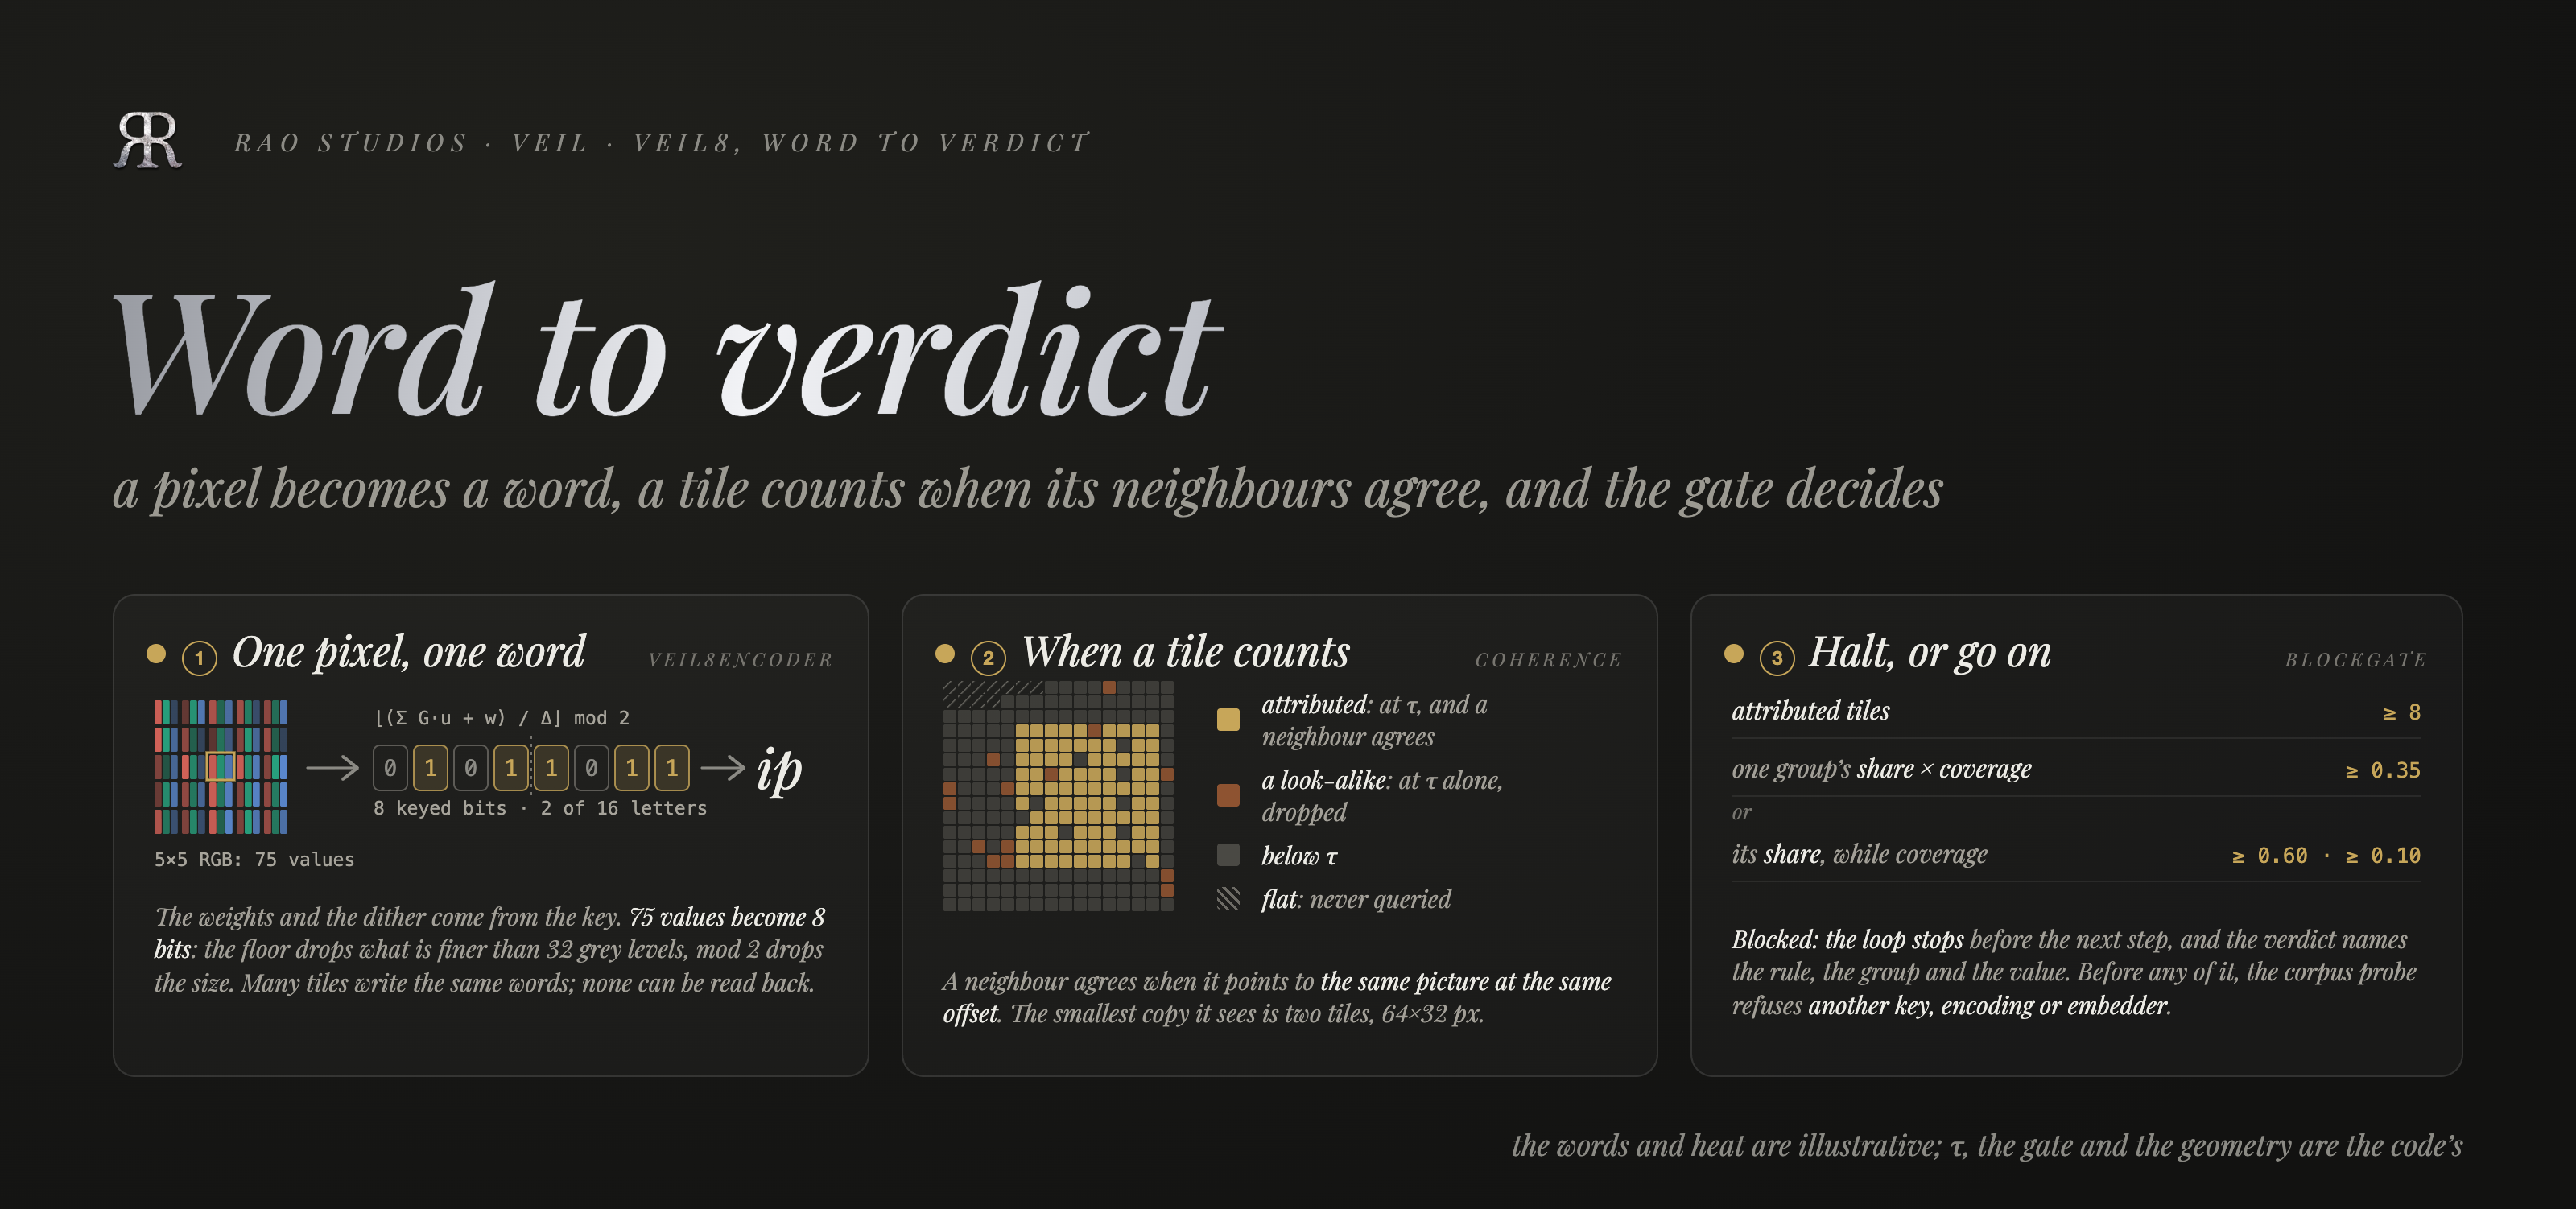 RAO STUDIOS · VEIL · VEIL8, WORD TO VERDICT
Word to verdict
a pixel becomes a word, a tile counts when its neighbours agree, and the gate decides
1 One pixel, one word VEIL8ENCODER
⌊(Σ G·u + w) / Δ⌋ mod 2
0 1 0 1 1 0 1 1 ip
8 keyed bits · 2 of 16 letters
5×5 RGB: 75 values
The weights and the dither come from the key. 75 values become 8
bits: the floor drops what is finer than 32 grey levels, mod 2 drops
the size. Many tiles write the same words; none can be read back.
2 When a tile counts COHERENCE
attributed: at τ, and a
neighbour agrees
a look-alike: at τ alone,
dropped
below τ
flat: never queried
A neighbour agrees when it points to the same picture at the same
offset. The smallest copy it sees is two tiles, 64×32 px.
3 Halt, or go on BLOCKGATE
attributed tiles ≥ 8
one group’s share × coverage ≥ 0.35
or
its share, while coverage ≥ 0.60 · ≥ 0.10
Blocked: the loop stops before the next step, and the verdict names
the rule, the group and the value. Before any of it, the corpus probe
refuses another key, encoding or embedder.
the words and heat are illustrative; τ, the gate and the geometry are the code’s